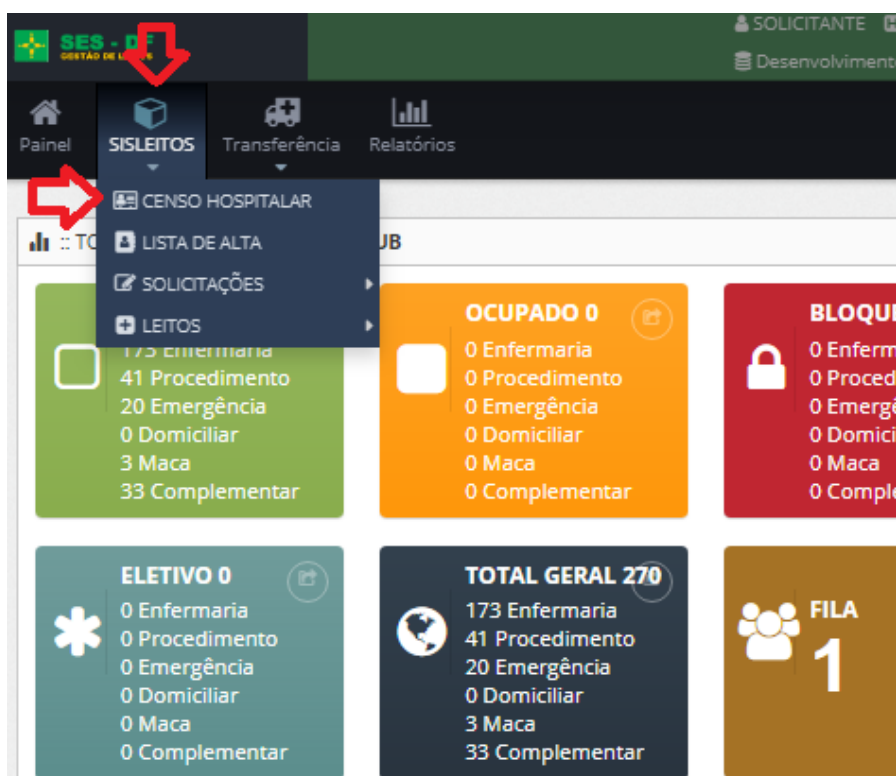 SES - DF
GESTÃO DE L
SOLICITANTE
Desenvolvimento
Painel
SISLEITOS
Transferência
Relatórios
CENSO HOSPITALAR
LISTA DE ALTA
SOLICITAÇÕES
LEITOS
:: TO
UB
173 Enfermaria
41 Procedimento
20 Emergência
0 Domiciliar
3 Maca
33 Complementar
OCUPADO 0
0 Enfermaria
0 Procedimento
0 Emergência
0 Domiciliar
0 Maca
0 Complementar
BLOQUE
0 Enferm
0 Proced
0 Emergê
0 Domici
0 Maca
0 Comple
ELETIVO 0
0 Enfermaria
0 Procedimento
0 Emergência
0 Domiciliar
0 Maca
0 Complementar
TOTAL GERAL 270
173 Enfermaria
41 Procedimento
20 Emergência
0 Domiciliar
3 Maca
33 Complementar
FILA
1